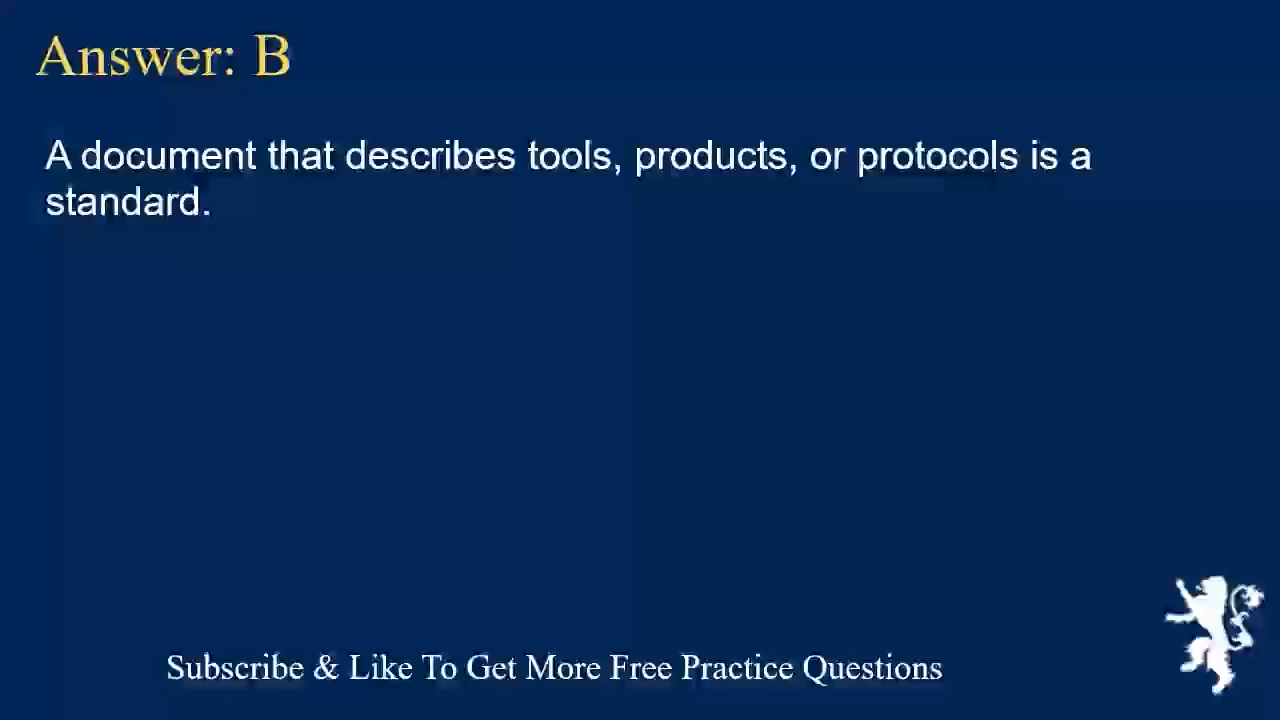 Answer: B
A document that describes tools, products, or protocols is a
standard.
Subscribe & Like To Get More Free Practice Questions